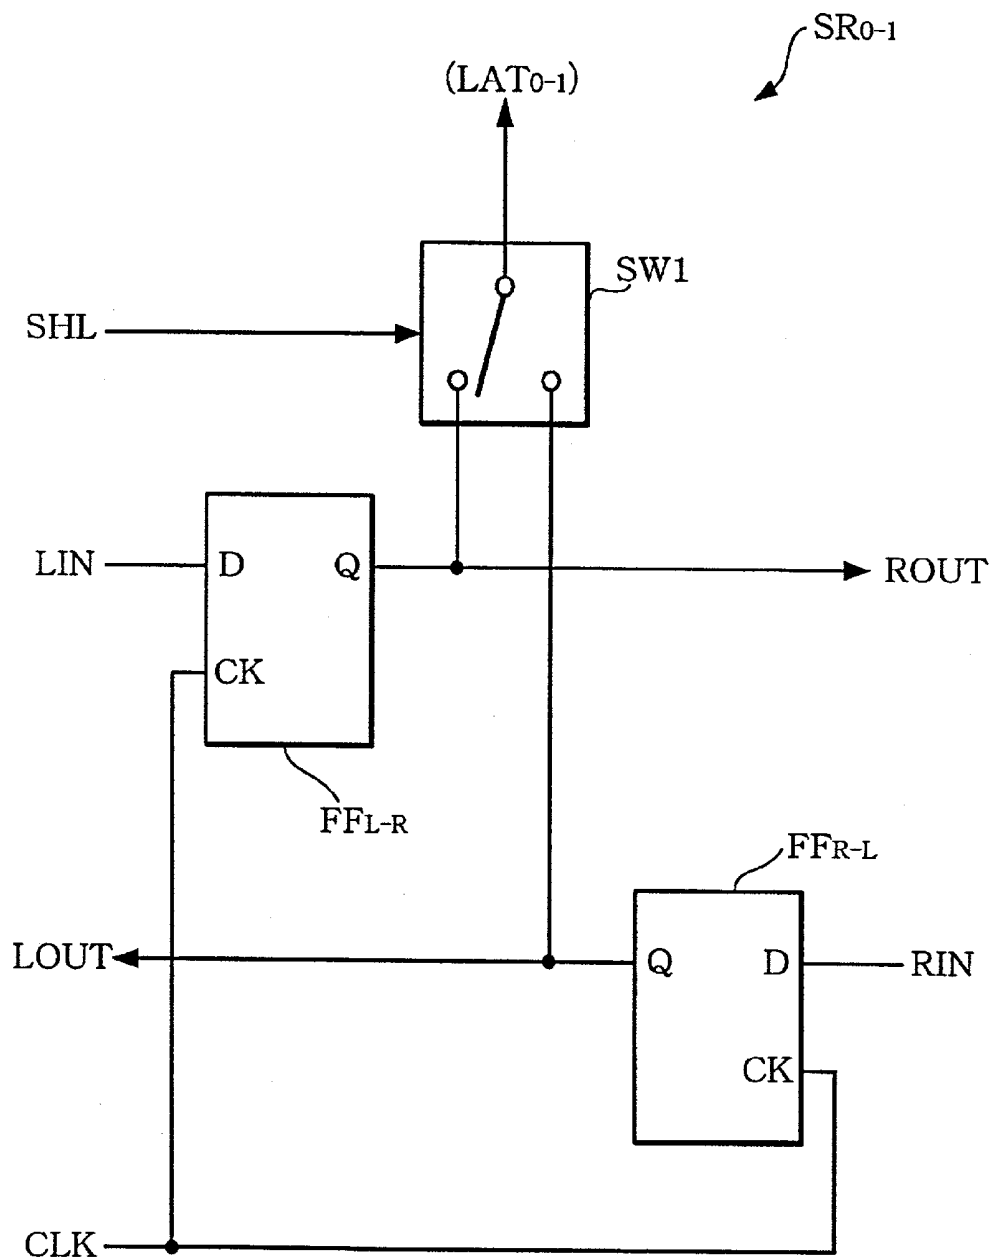 SR0-1
(LAT0-1)
SW1
SHL
LIN
D
Q
ROUT
CK
FFL-R
FFR-L
LOUT
Q
D
RIN
CK
CLK